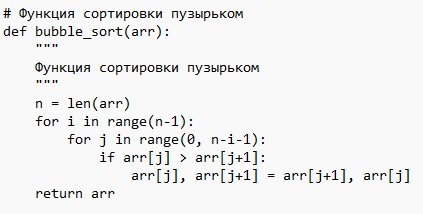 # Функция сортировки пузырьком
def bubble_sort(arr):
    """
    Функция сортировки пузырьком
    """
    n = len(arr)
    for i in range(n-1):
        for j in range(0, n-i-1):
            if arr[j] > arr[j+1]:
                arr[j], arr[j+1] = arr[j+1], arr[j]
    return arr